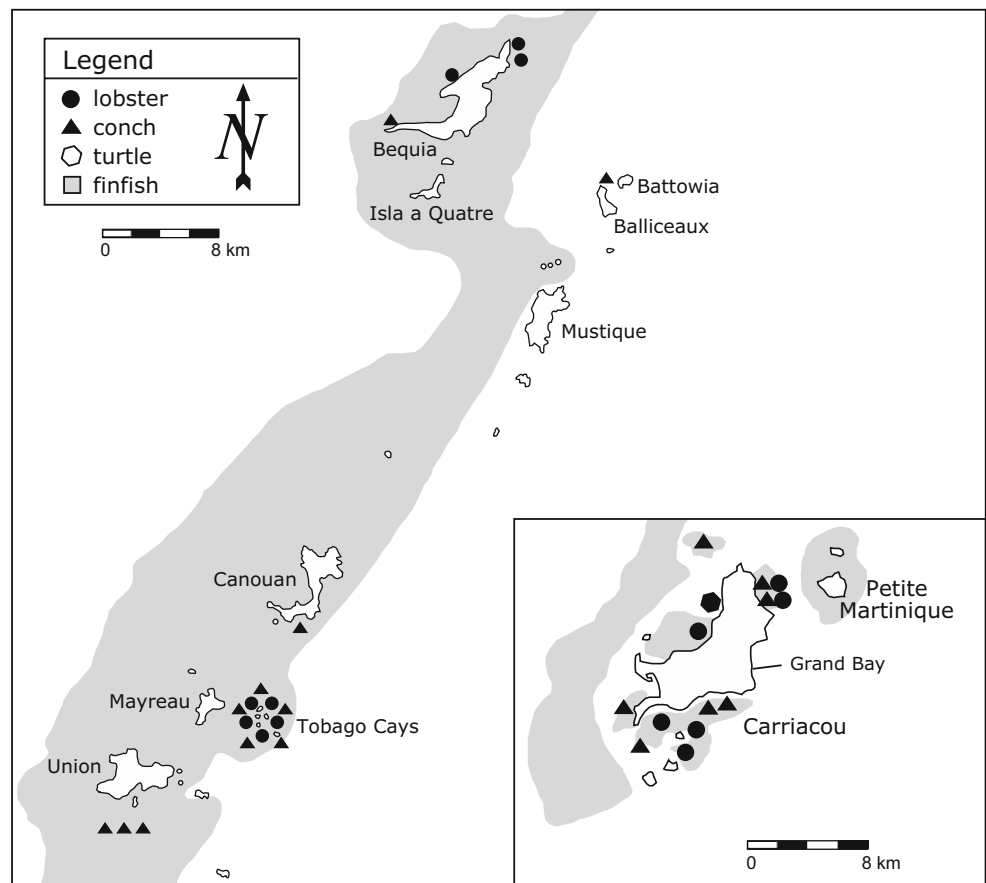 Legend
lobster
conch
turtle
finfish
N
0 8 km
Bequia
Isla a Quatre
Battowia
Balliceaux
Mustique
Canouan
Mayreau
Tobago Cays
Union
Petite
Martinique
Grand Bay
Carriacou
0 8 km